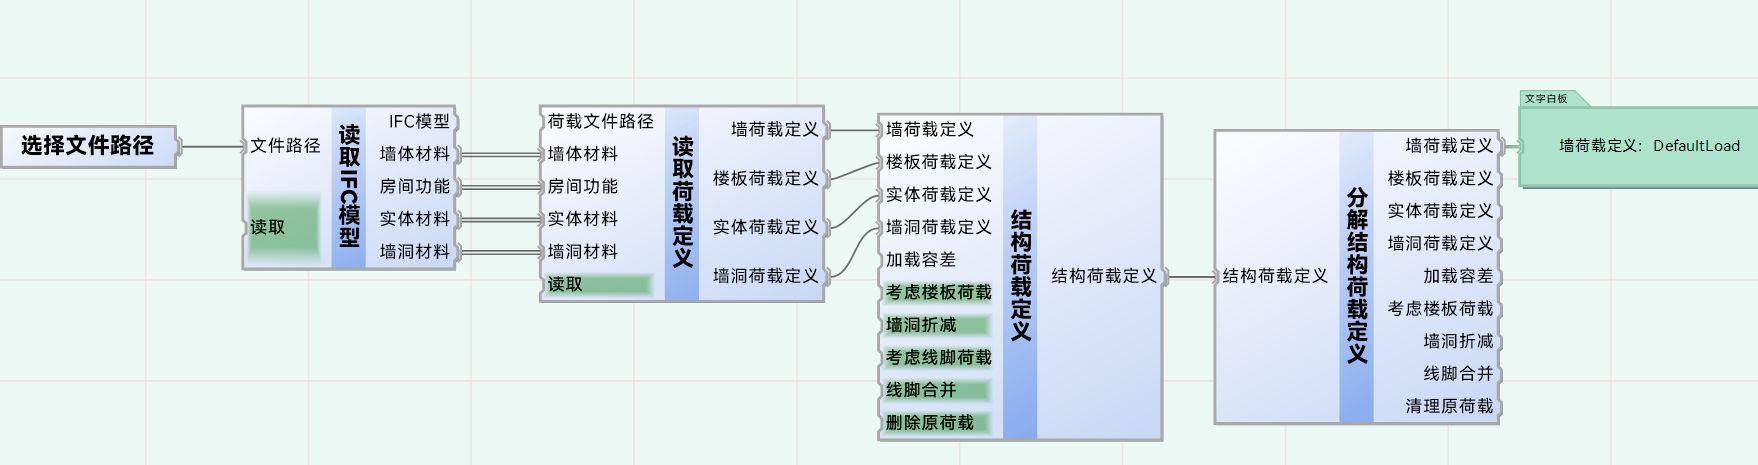 选择文件路径
文件路径
读取
读取IFC模型
IFC模型
墙体材料
房间功能
实体材料
墙洞材料
荷载文件路径
墙体材料
房间功能
实体材料
墙洞材料
读取
读取荷载定义
墙荷载定义
楼板荷载定义
实体荷载定义
墙洞荷载定义
墙荷载定义
楼板荷载定义
实体荷载定义
墙洞荷载定义
加载容差
考虑楼板荷载
墙洞折减
考虑线脚荷载
线脚合并
删除原荷载
结构荷载定义
结构荷载定义
结构荷载定义
分解结构荷载定义
墙荷载定义
楼板荷载定义
实体荷载定义
墙洞荷载定义
加载容差
考虑楼板荷载
墙洞折减
线脚合并
清理原荷载
文字白板
墙荷载定义：DefaultLoad